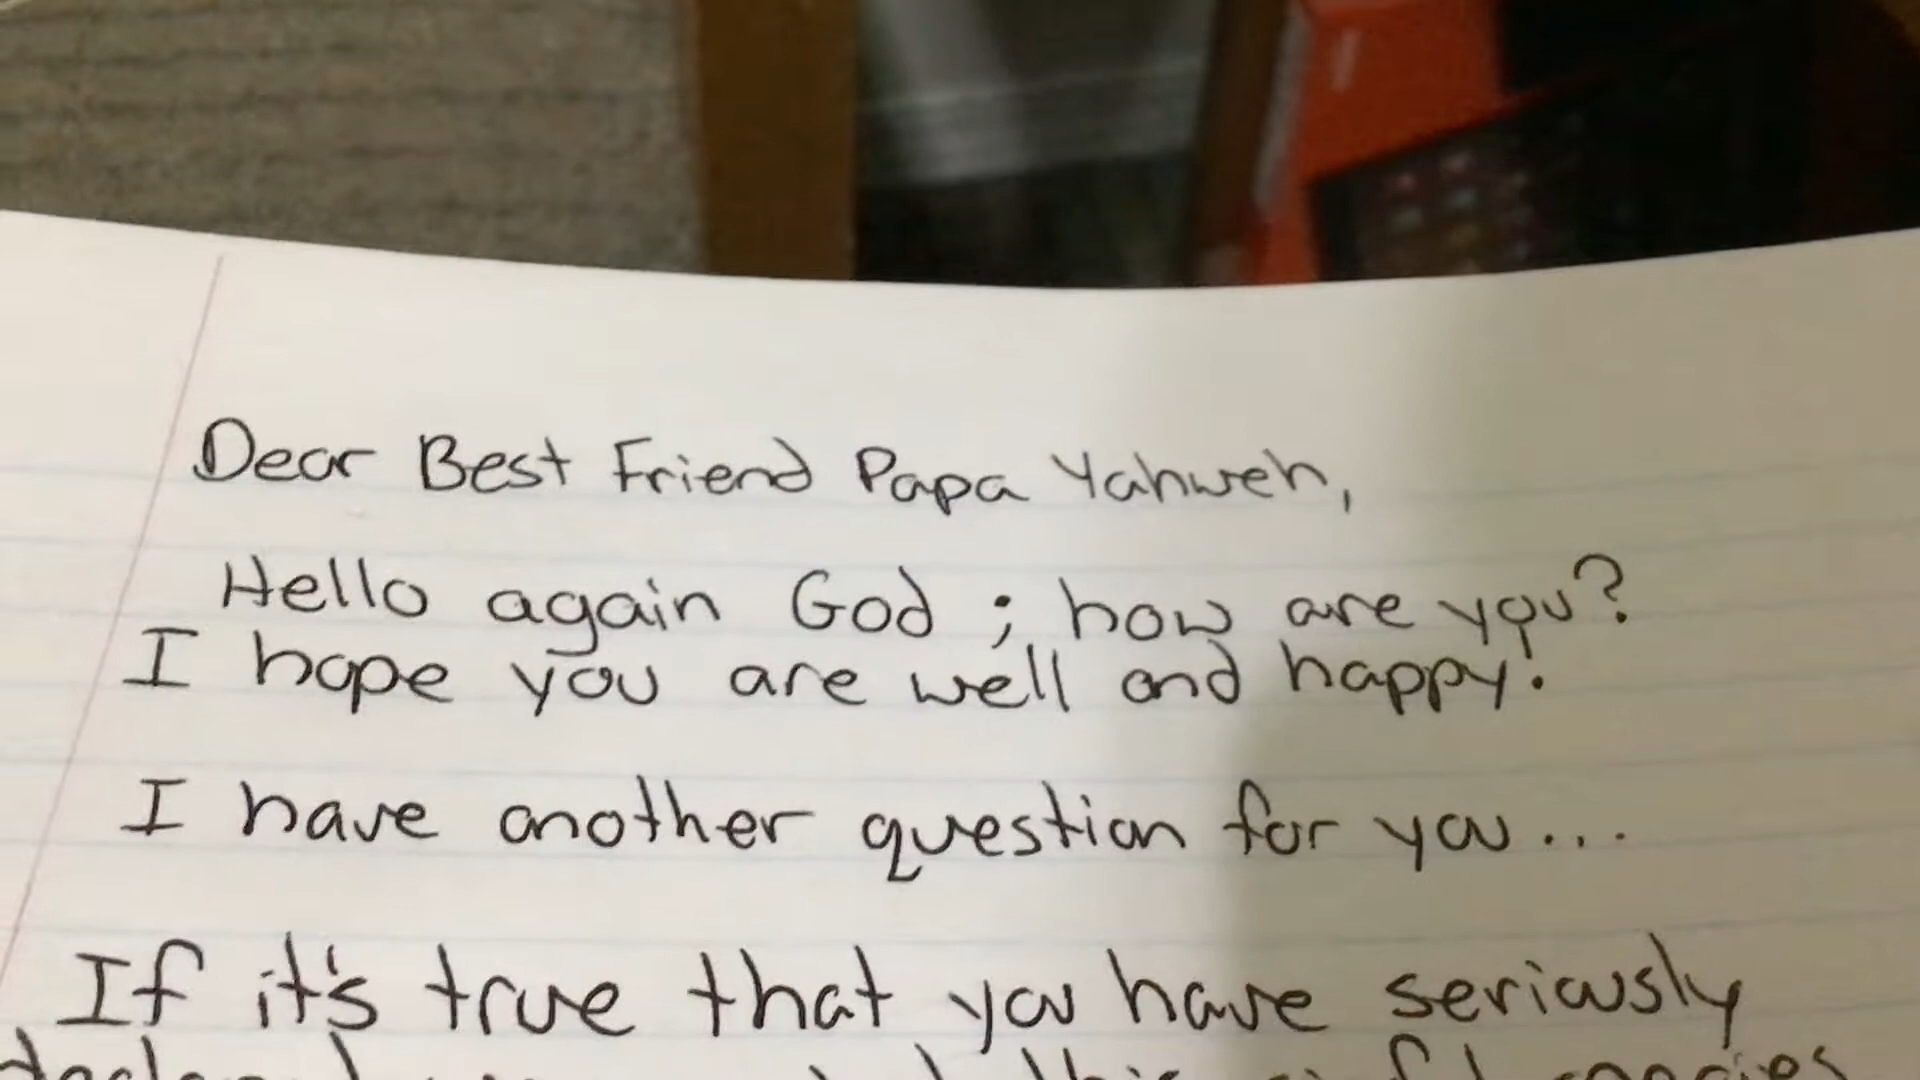 Dear Best Friend Papa Yahweh,
Hello again God ; how are you?
I hope you are well and happy!
I have another question for you...
If it's true that you have seriously